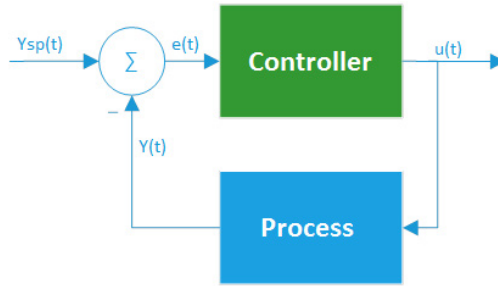 Ysp(t)
Σ
e(t)
Controller
u(t)
–
Y(t)
Process